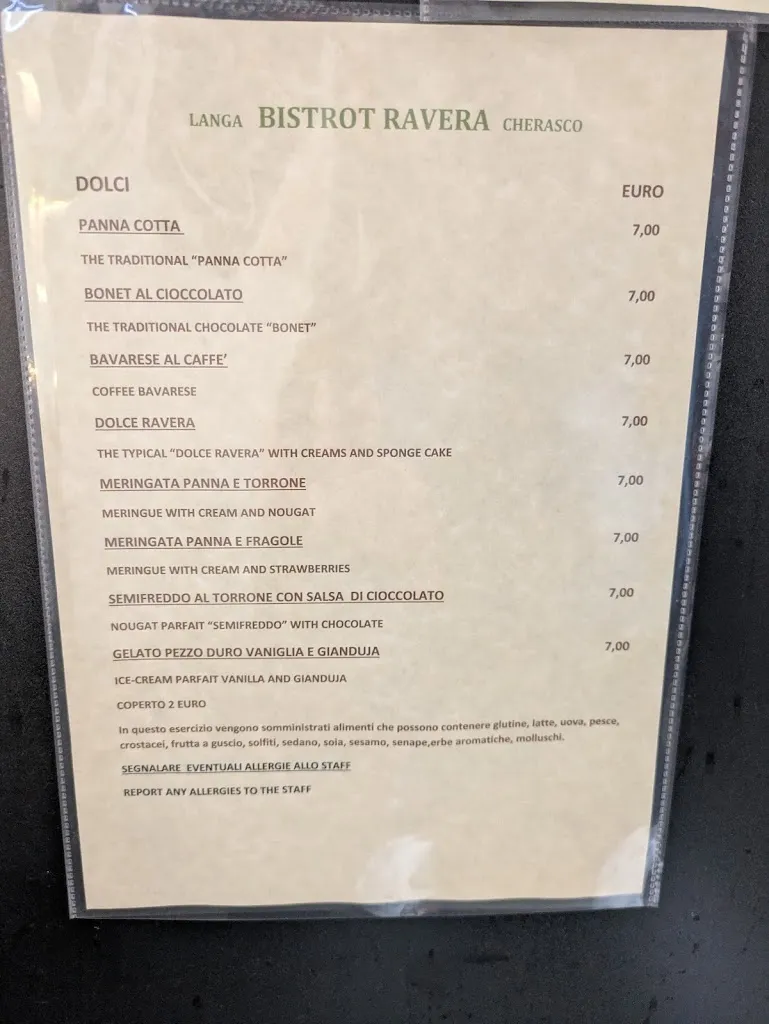 LANGA BISTROT RAVERA CHERASCO
DOLCI EURO
PANNA COTTA 7,00
THE TRADITIONAL "PANNA COTTA"
BONET AL CIOCCOLATO 7,00
THE TRADITIONAL CHOCOLATE "BONET"
BAVARESE AL CAFFE' 7,00
COFFEE BAVARESE
DOLCE RAVERA 7,00
THE TYPICAL "DOLCE RAVERA" WITH CREAMS AND SPONGE CAKE
MERINGATA PANNA E TORRONE 7,00
MERINGUE WITH CREAM AND NOUGAT
MERINGATA PANNA E FRAGOLE 7,00
MERINGUE WITH CREAM AND STRAWBERRIES
SEMIFREDDO AL TORRONE CON SALSA DI CIOCCOLATO 7,00
NOUGAT PARFAIT "SEMIFREDDO" WITH CHOCOLATE
GELATO PEZZO DURO VANIGLIA E GIANDUJA 7,00
ICE-CREAM PARFAIT VANILLA AND GIANDUJA
COPERTO 2 EURO
In questo esercizio vengono somministrati alimenti che possono contenere glutine, latte, uova, pesce,
crostacei, frutta a guscio, solfiti, sedano, soia, sesamo, senape,erbe aromatiche, molluschi.
SEGNALARE EVENTUALI ALLERGIE ALLO STAFF
REPORT ANY ALLERGIES TO THE STAFF